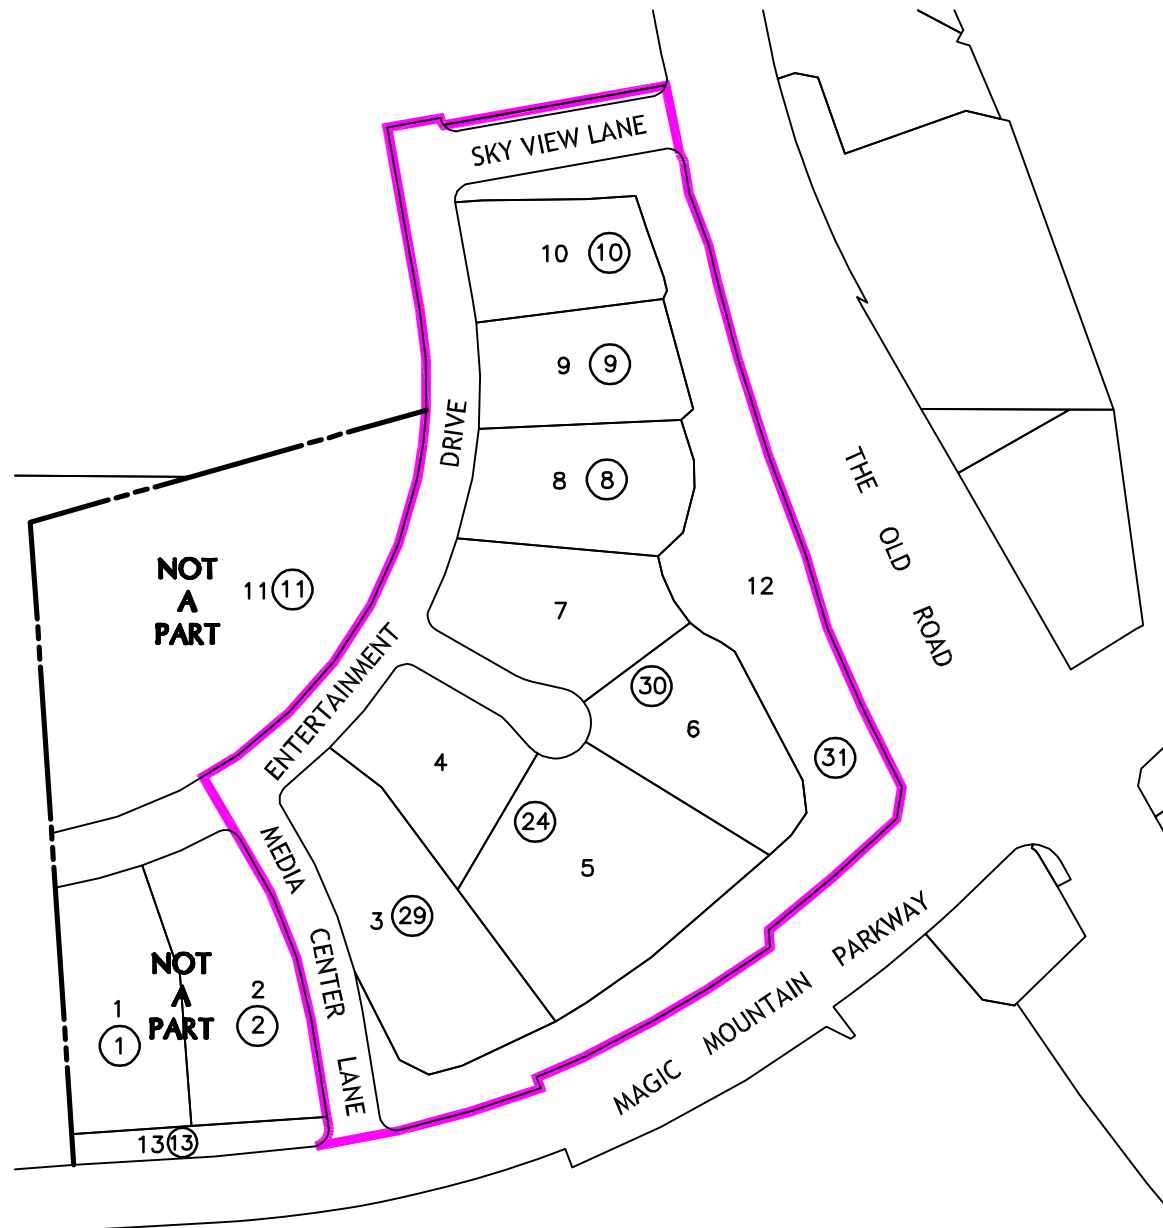 SKY VIEW LANE
10 10
9 9
DRIVE
8 8
THE OLD ROAD
NOT
A
PART
11 11
7
12
ENTERTAINMENT
30
6
4
31
24
MEDIA CENTER LANE
5
3 29
MAGIC MOUNTAIN PARKWAY
NOT
A
PART
1
1
2
2
13 13